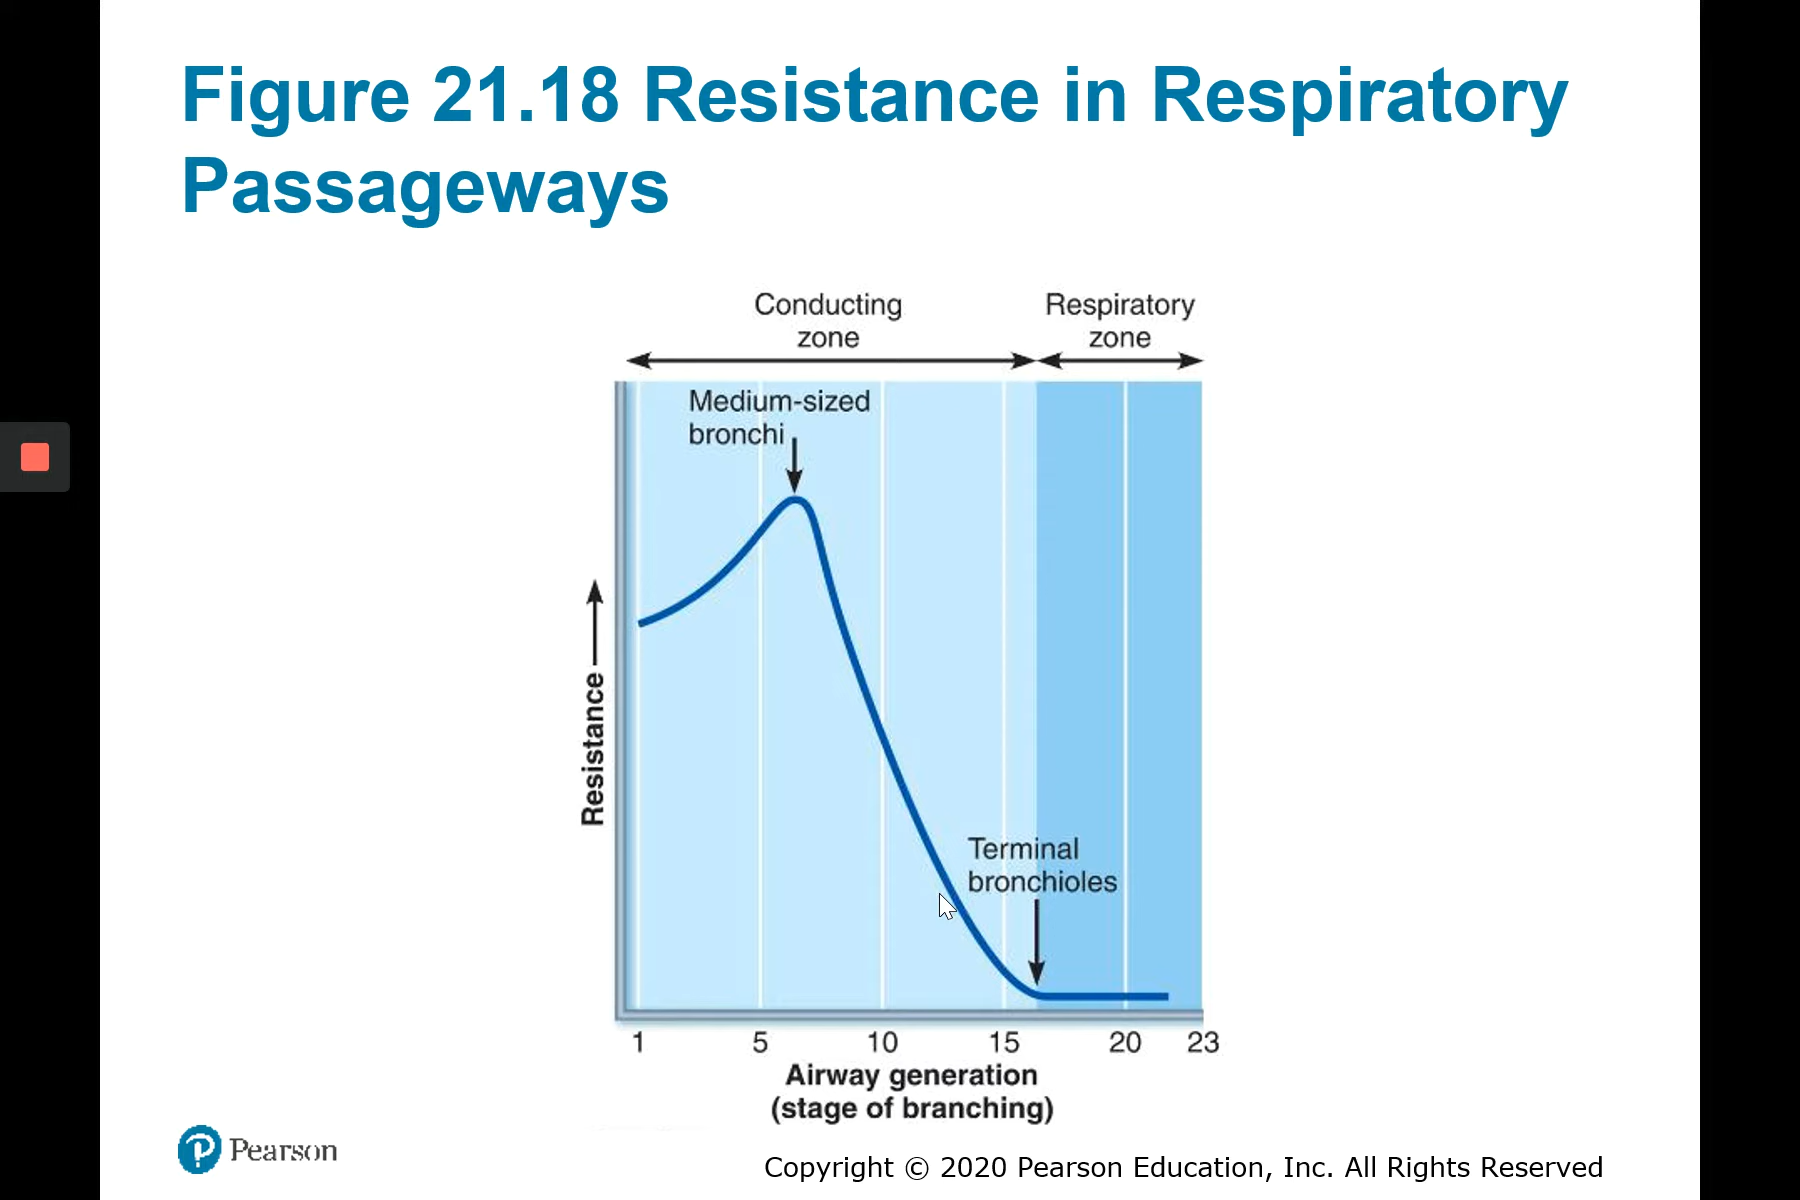 Figure 21.18 Resistance in Respiratory
Passageways
Conducting
zone
Respiratory
zone
Medium-sized
bronchi
Resistance
Terminal
bronchioles
1 5 10 15 20 23
Airway generation
(stage of branching)
Pearson
Copyright © 2020 Pearson Education, Inc. All Rights Reserved